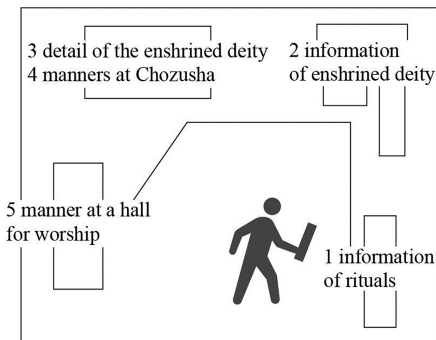 3 detail of the enshrined deity
4 manners at Chozusha
2 information
of enshrined deity
5 manner at a hall
for worship
1 information
of rituals